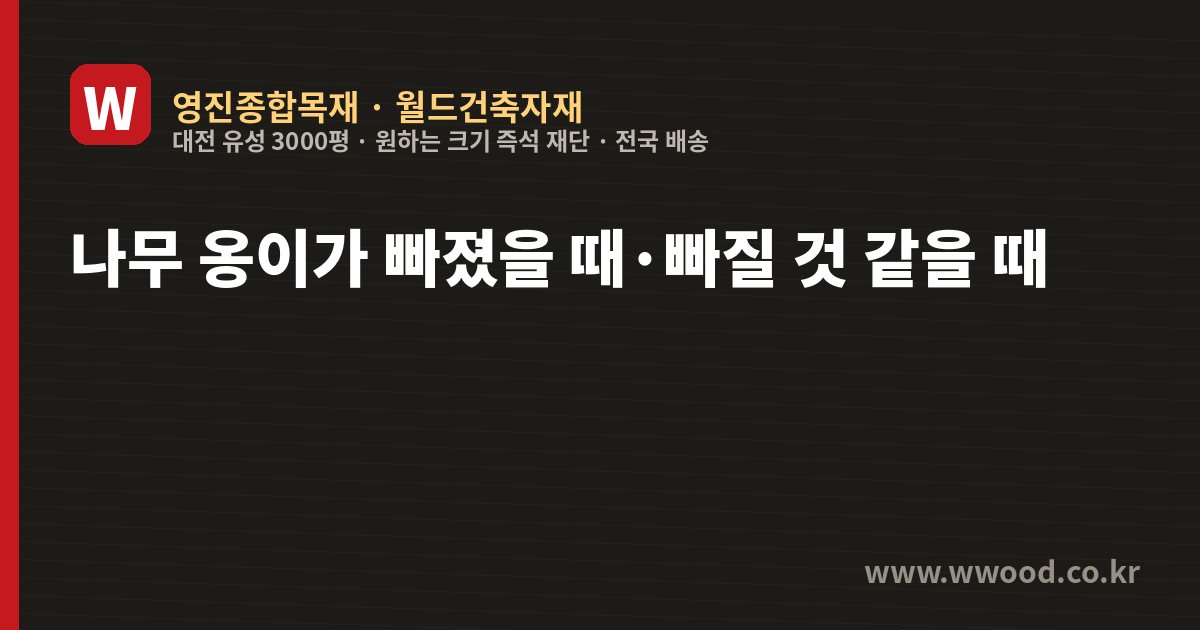 W
영진종합목재 · 월드건축자재
대전 유성 3000평 · 원하는 크기 즉석 재단 · 전국 배송
나무 옹이가 빠졌을 때·빠질 것 같을 때
www.wwood.co.kr